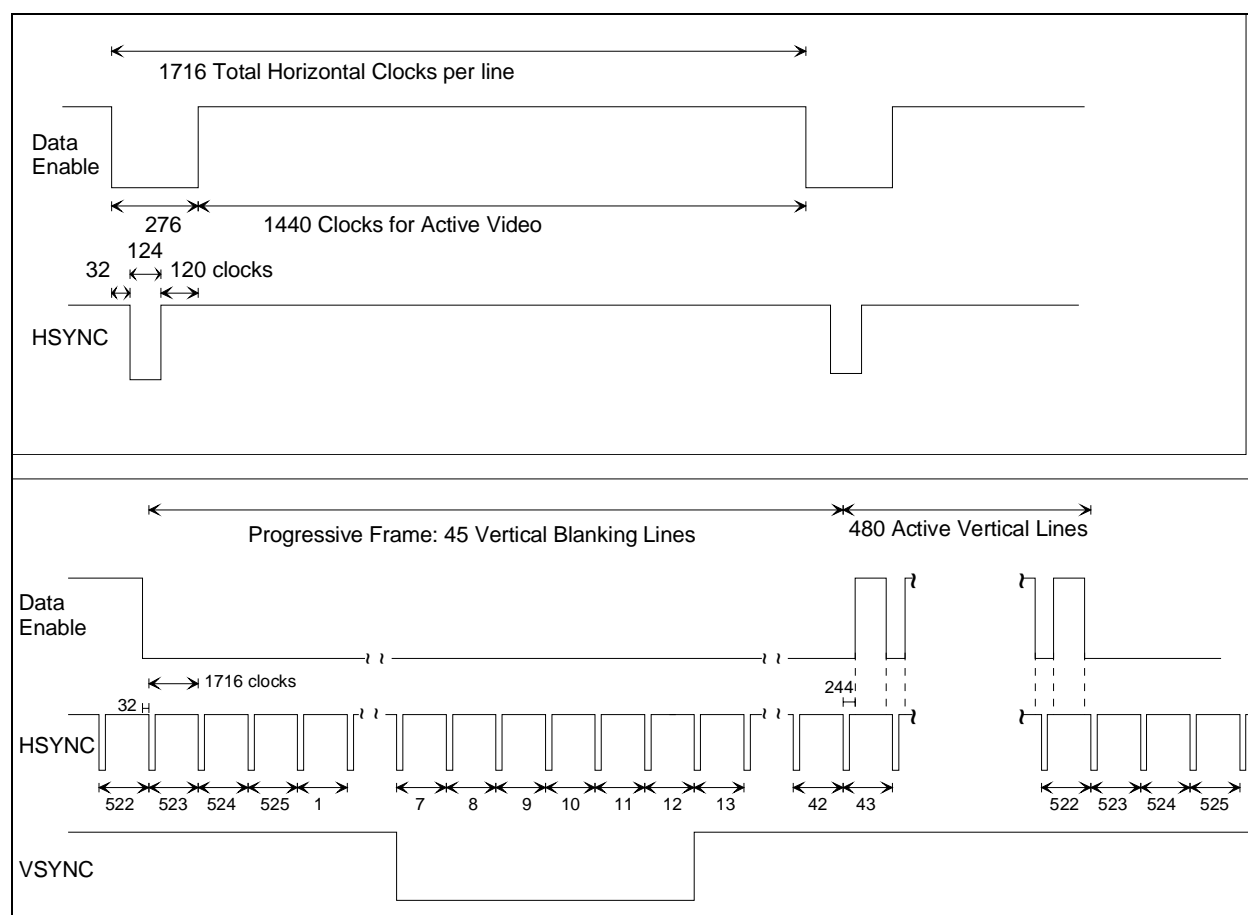 1716 Total Horizontal Clocks per line
Data
Enable
276
1440 Clocks for Active Video
124
32
120 clocks
HSYNC
Progressive Frame: 45 Vertical Blanking Lines
480 Active Vertical Lines
Data
Enable
1716 clocks
244
32
HSYNC
522 523 524 525 1 7 8 9 10 11 12 13 42 43 522 523 524 525
VSYNC